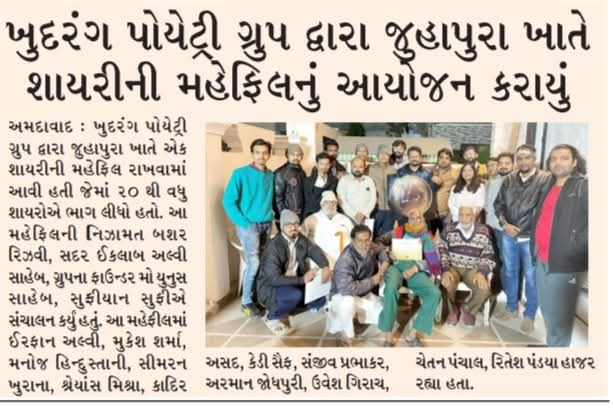 ખુદરંગ પોયેટ્રી ગ્રુપ દ્વારા જુહાપુરા ખાતે
શાયરીની મહેફિલનું આયોજન કરાયું
અમદાવાદ : ખુદરંગ પોયેટ્રી
ગ્રુપ દ્વારા જુહાપુરા ખાતે એક
શાયરીની મહેફિલ રાખવામાં
આવી હતી જેમાં ૨૦ થી વધુ
શાયરોએ ભાગ લીધો હતો. આ
મહેફિલની નિઝામત બશર
રિઝવી, સદર ઈકલાબ અલ્વી
સાહેબ, ગ્રુપના ફાઉન્ડર મો યુનુસ
સાહેબ, સુફીયાન સુફીએ
સંચાલન કર્યું હતું. આ મહેફીલમાં
ઈરફાન અલ્વી, મુકેશ શર્મા,
મનોજ હિન્દુસ્તાની, સીમરન
ખુરાના, શ્રેયાંસ મિશ્રા, કાદિર
અસદ, કેડી સૈફ, સંજીવ પ્રભાકર,
અરમાન જોધપુરી, ઉવેશ ગિરાચ,
ચેતન પંચાલ, રિતેશ પંડયા હાજર
રહ્યા હતા.